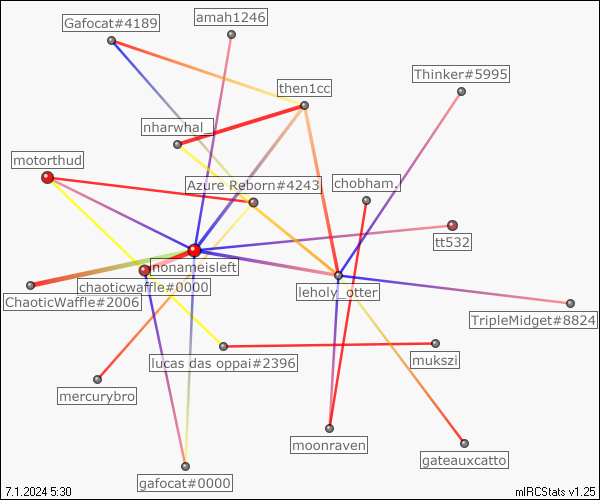 amah1246
Gafocat#4189
Thinker#5995
then1cc
nharwhal_
motorthud
Azure Reborn#4243
chobham.
tt532
nonameisleft
chaoticwaffle#0000
leholy_otter
ChaoticWaffle#2006
TripleMidget#8824
lucas das oppai#2396
mukszi
mercurybro
moonraven
gateauxcatto
gafocat#0000
7.1.2024 5:30
mIRCStats v1.25